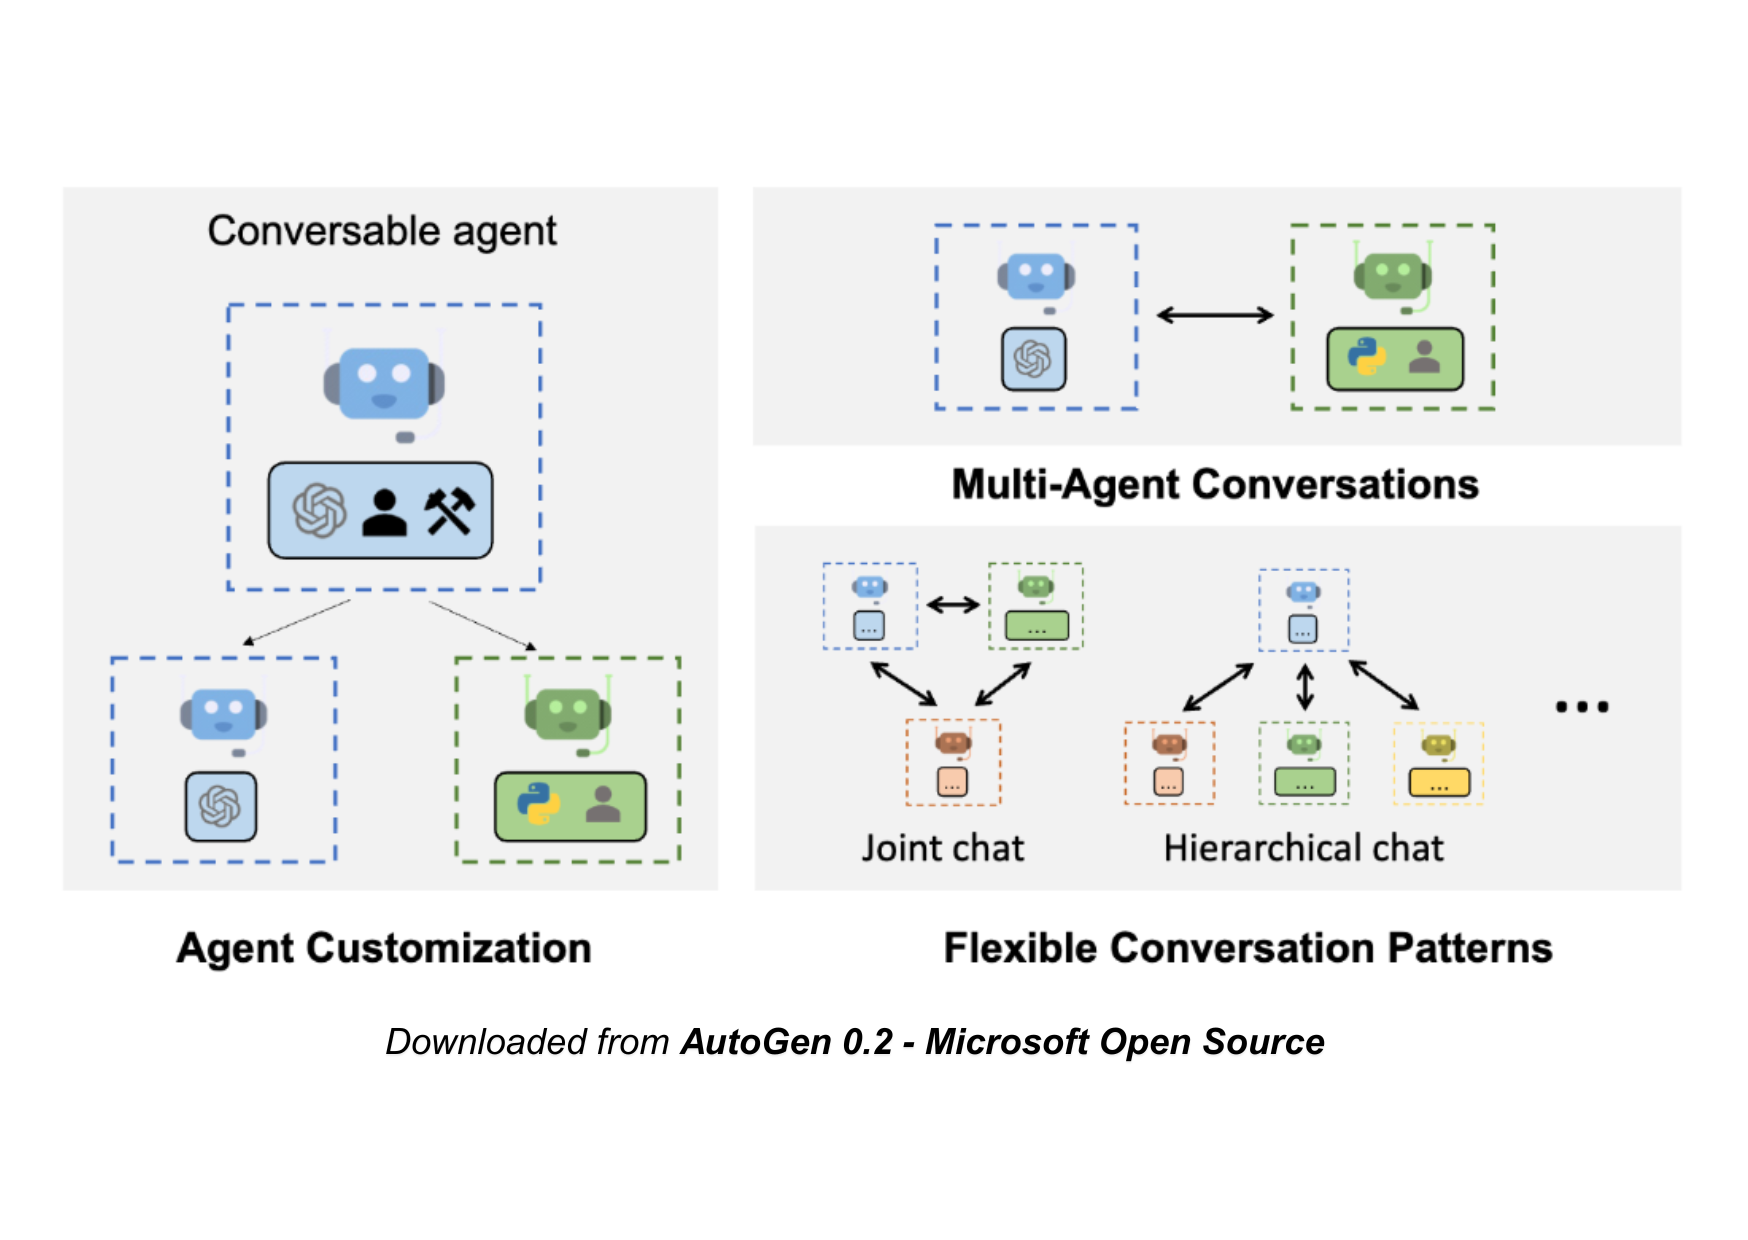 Conversable agent
Agent Customization
Multi-Agent Conversations
...
...
...
...
...
...
...
...
Joint chat
Hierarchical chat
Flexible Conversation Patterns
Downloaded from AutoGen 0.2 - Microsoft Open Source